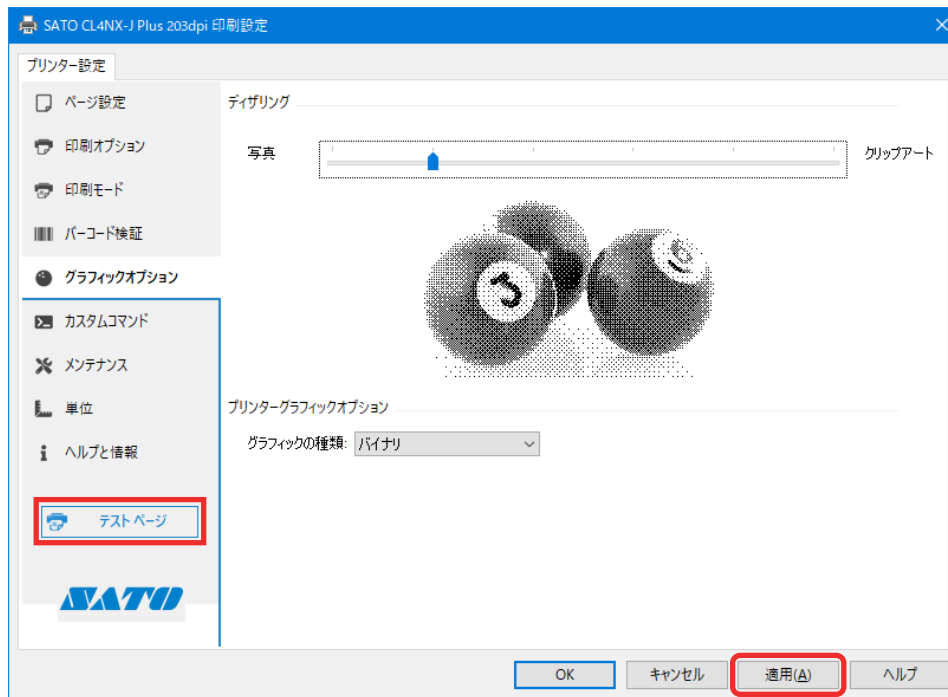 SATO CL4NX-J Plus 203dpi 印刷設定
プリンター設定
ページ設定
印刷オプション
印刷モード
バーコード検証
グラフィックオプション
カスタムコマンド
メンテナンス
単位
ヘルプと情報
テスト ページ
SATO
ディザリング
写真
クリップアート
3
プリンターグラフィックオプション
グラフィックの種類: バイナリ
OK
キャンセル
適用(A)
ヘルプ